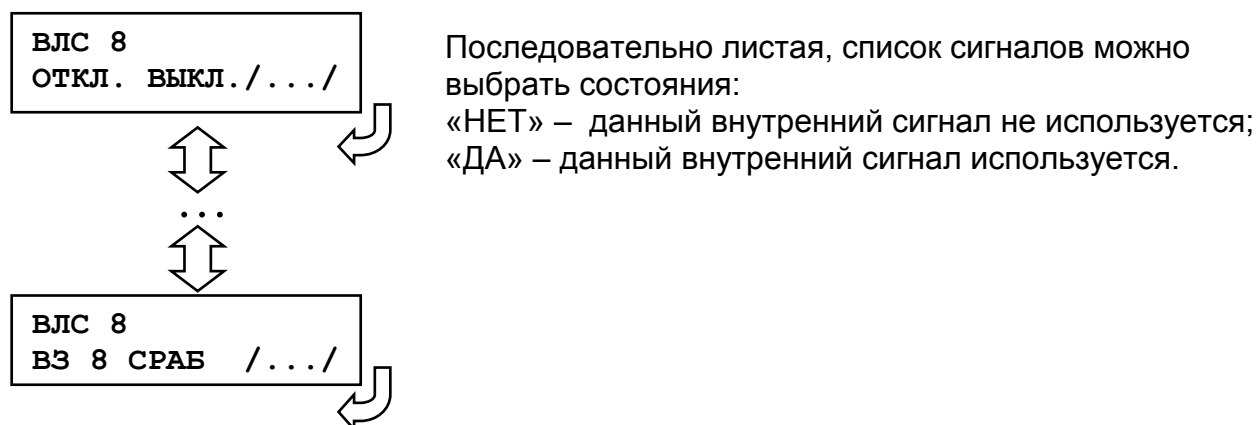 ВЛС 8
ОТКЛ. ВЫКЛ./.../
Последовательно листая, список сигналов можно
выбрать состояния:
«НЕТ» – данный внутренний сигнал не используется;
«ДА» – данный внутренний сигнал используется.
...
ВЛС 8
ВЗ 8 СРАБ /.../